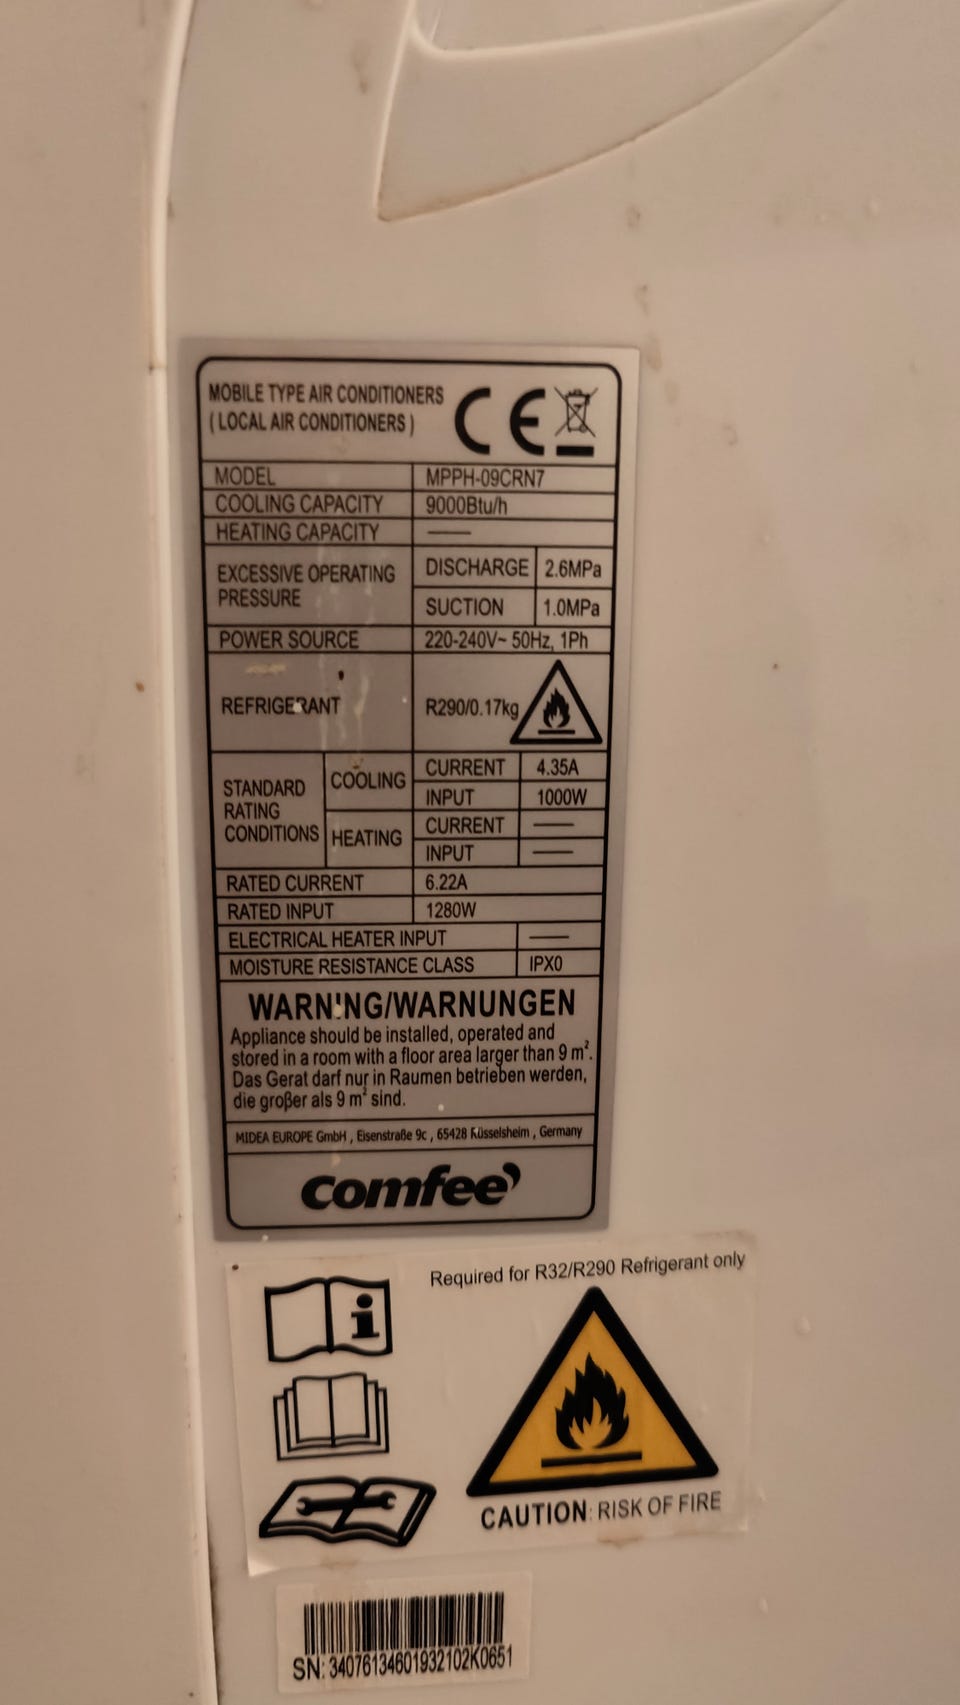 MOBILE TYPE AIR CONDITIONERS
( LOCAL AIR CONDITIONERS )
CE
MODEL MPPH-09CRN7
COOLING CAPACITY 9000Btu/h
HEATING CAPACITY ——
EXCESSIVE OPERATING PRESSURE DISCHARGE 2.6MPa
SUCTION 1.0MPa
POWER SOURCE 220-240V~ 50Hz, 1Ph
REFRIGERANT R290/0.17kg
STANDARD RATING CONDITIONS COOLING CURRENT 4.35A
INPUT 1000W
HEATING CURRENT ——
INPUT ——
RATED CURRENT 6.22A
RATED INPUT 1280W
ELECTRICAL HEATER INPUT ——
MOISTURE RESISTANCE CLASS IPX0
WARNING/WARNUNGEN
Appliance should be installed, operated and
stored in a room with a floor area larger than 9 m².
Das Gerat darf nur in Raumen betrieben werden,
die großer als 9 m² sind.
MIDEA EUROPE GmbH , Eisenstraße 9c , 65428 Rüsselsheim , Germany
comfee'
Required for R32/R290 Refrigerant only
CAUTION: RISK OF FIRE
SN: 34076134601932102K0651